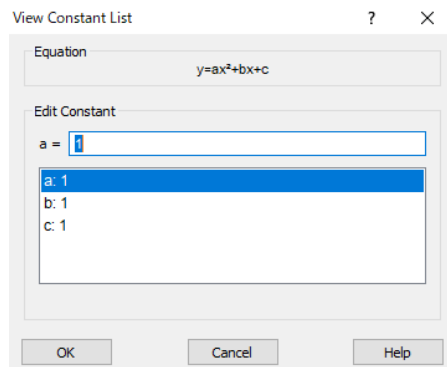 View Constant List ? ×
Equation
y=ax²+bx+c
Edit Constant
a = 1
a: 1
b: 1
c: 1
OK Cancel Help